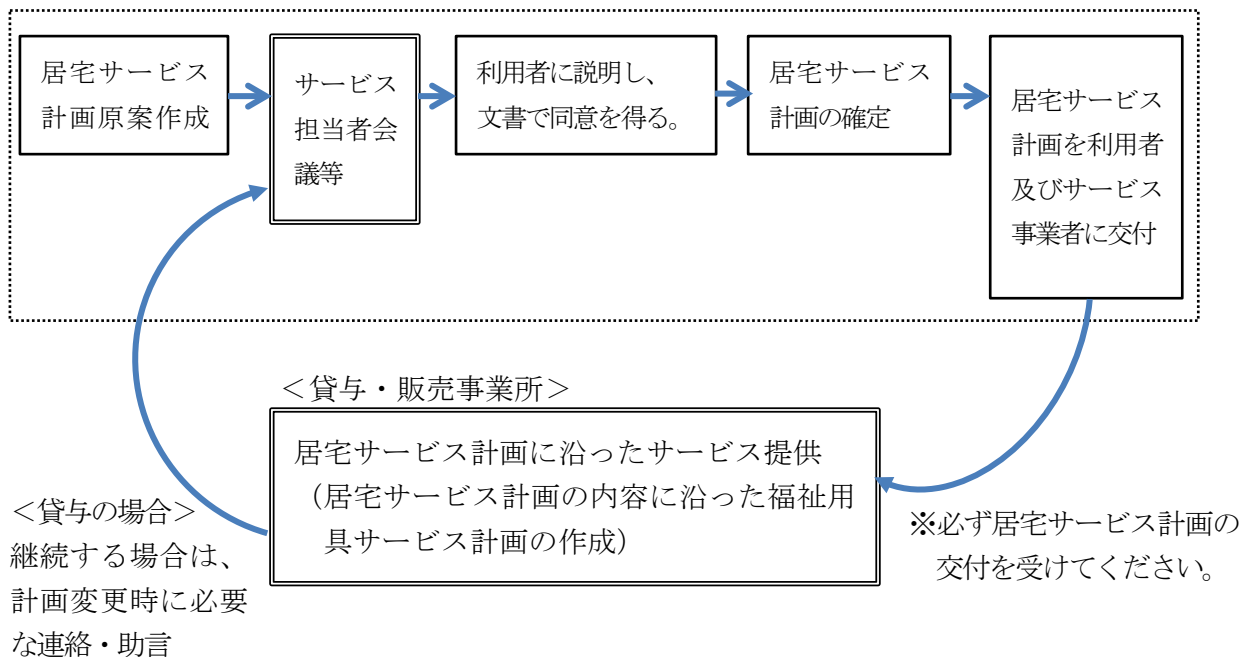 居宅サービス
計画原案作成
サービス
担当者会
議等
利用者に説明し、
文書で同意を得る。
居宅サービス
計画の確定
居宅サービス
計画を利用者
及びサービス
事業者に交付
＜貸与・販売事業所＞
居宅サービス計画に沿ったサービス提供
（居宅サービス計画の内容に沿った福祉用
具サービス計画の作成）
＜貸与の場合＞
継続する場合は、
計画変更時に必要
な連絡・助言
※必ず居宅サービス計画の
交付を受けてください。